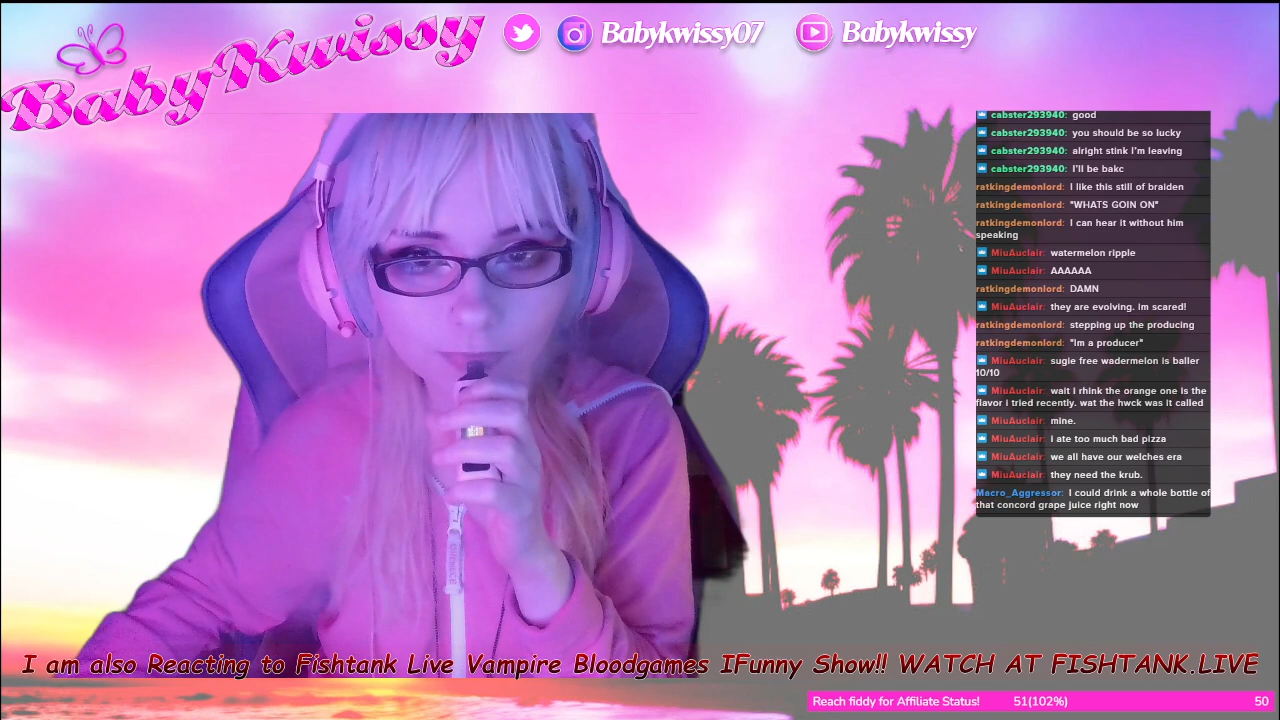 BabyKwissy
Babykwissy07
Babykwissy
cabster293940: good
cabster293940: you should be so lucky
cabster293940: alright stink I'm leaving
cabster293940: I'll be bakc
ratkingdemonlord: I like this still of braiden
ratkingdemonlord: "WHATS GOIN ON"
ratkingdemonlord: I can hear it without him
speaking
MiuAuclair: watermelon ripple
MiuAuclair: AAAAAA
ratkingdemonlord: DAMN
MiuAuclair: they are evolving. im scared!
ratkingdemonlord: stepping up the producing
ratkingdemonlord: "im a producer"
MiuAuclair: sugie free wadermelon is baller
10/10
MiuAuclair: wait i rhink the orange one is the
flavor i tried recently. wat the hwck was it called
MiuAuclair: mine.
MiuAuclair: I ate too much bad pizza
MiuAuclair: we all have our welches era
MiuAuclair: they need the krub.
Macro_Aggressor: I could drink a whole bottle of
that concord grape juice right now
I am also Reacting to Fishtank Live Vampire Bloodgames IFunny Show!! WATCH AT FISHTANK.LIVE
Reach fiddy for Affiliate Status! 51(102%) 50